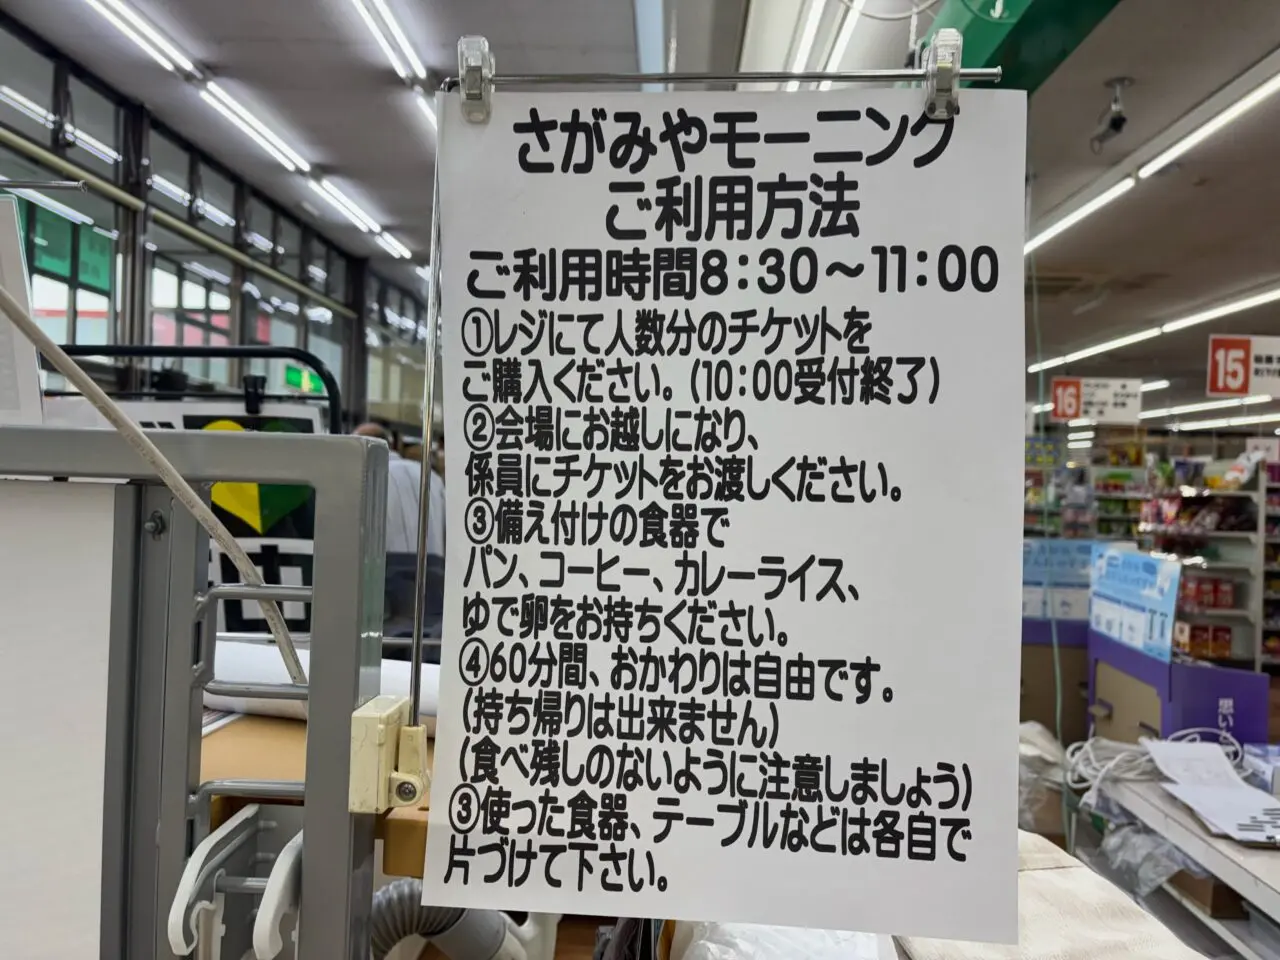 さがみやモーニング
ご利用方法
ご利用時間8:30〜11:00
①レジにて人数分のチケットを
ご購入ください。(10:00受付終了)
②会場にお越しになり、
係員にチケットをお渡しください。
③備え付けの食器で
パン、コーヒー、カレーライス、
ゆで卵をお持ちください。
④60分間、おかわりは自由です。
(持ち帰りは出来ません)
(食べ残しのないように注意しましょう)
③使った食器、テーブルなどは各自で
片づけて下さい。
16
15
思い